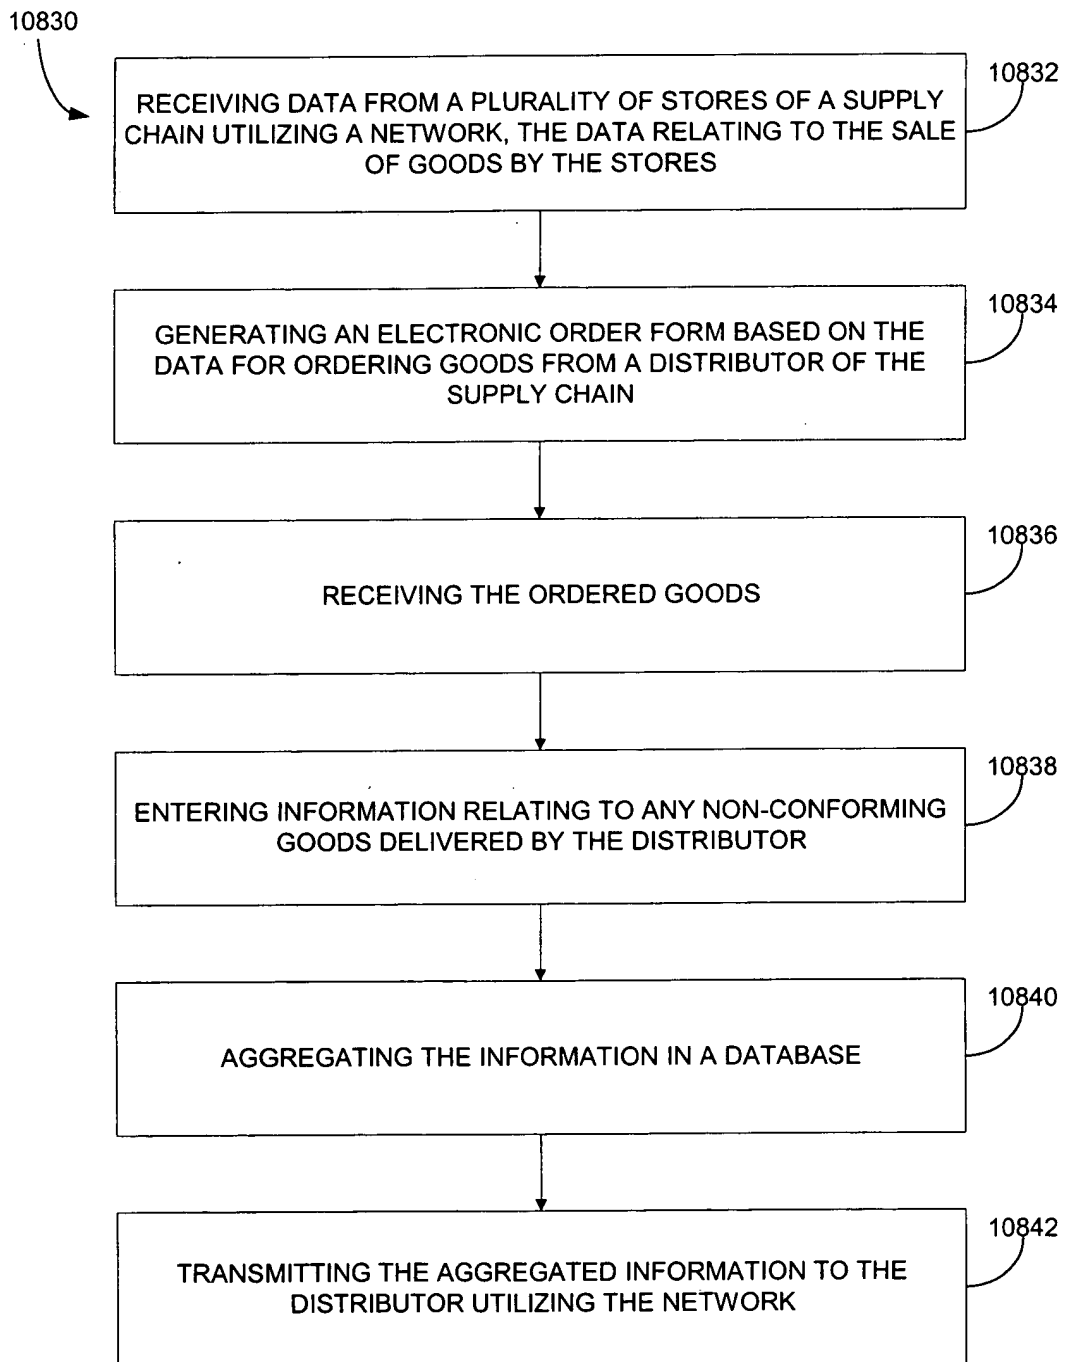 10830
10832
RECEIVING DATA FROM A PLURALITY OF STORES OF A SUPPLY
CHAIN UTILIZING A NETWORK, THE DATA RELATING TO THE SALE
OF GOODS BY THE STORES
10834
GENERATING AN ELECTRONIC ORDER FORM BASED ON THE
DATA FOR ORDERING GOODS FROM A DISTRIBUTOR OF THE
SUPPLY CHAIN
10836
RECEIVING THE ORDERED GOODS
10838
ENTERING INFORMATION RELATING TO ANY NON-CONFORMING
GOODS DELIVERED BY THE DISTRIBUTOR
10840
AGGREGATING THE INFORMATION IN A DATABASE
10842
TRANSMITTING THE AGGREGATED INFORMATION TO THE
DISTRIBUTOR UTILIZING THE NETWORK